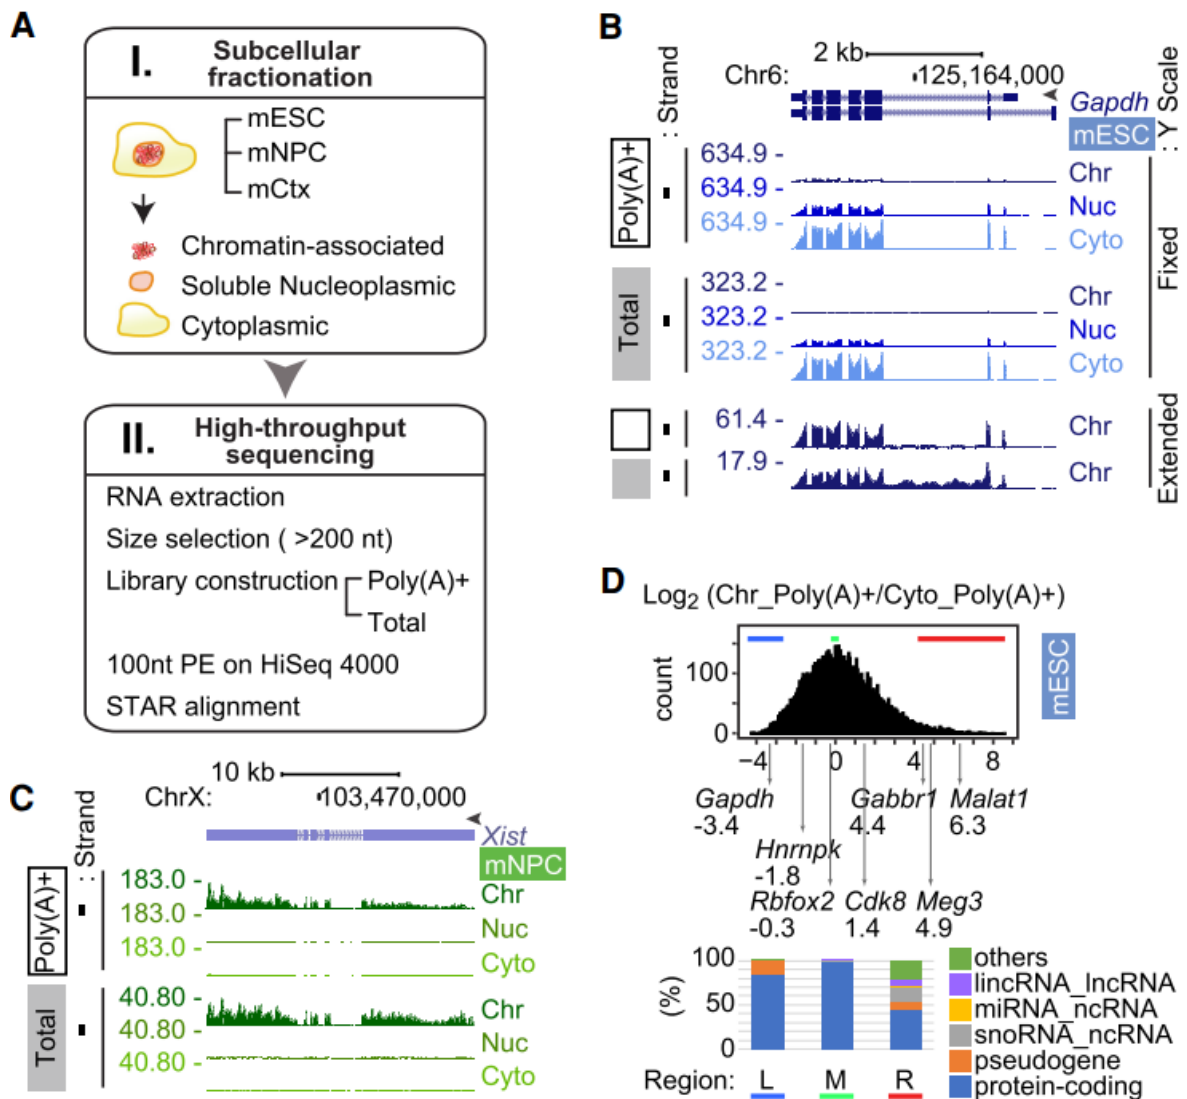 A
I.
Subcellular
fractionation
mESC
mNPC
mCtx
Chromatin-associated
Soluble Nucleoplasmic
Cytoplasmic
II.
High-throughput
sequencing
RNA extraction
Size selection ( >200 nt)
Library construction
Poly(A)+
Total
100nt PE on HiSeq 4000
STAR alignment
B
: Strand
2 kb
Chr6:
125,164,000
Gapdh
mESC
: Y Scale
Poly(A)+
634.9 -
Chr
634.9 -
Nuc
634.9 -
Cyto
Fixed
Total
323.2 -
Chr
323.2 -
Nuc
323.2 -
Cyto
61.4 -
Chr
17.9 -
Chr
Extended
C
: Strand
10 kb
ChrX:
103,470,000
Xist
mNPC
Poly(A)+
183.0 -
Chr
183.0 -
Nuc
183.0 -
Cyto
Total
40.80 -
Chr
40.80 -
Nuc
40.80 -
Cyto
D
Log2 (Chr_Poly(A)+/Cyto_Poly(A)+)
mESC
count
100
0
−4 0 4 8
Gapdh
-3.4
Gabbr1
4.4
Malat1
6.3
Hnrnpk
-1.8
Rbfox2
-0.3
Cdk8
1.4
Meg3
4.9
(%)
100
50
0
others
lincRNA_lncRNA
miRNA_ncRNA
snoRNA_ncRNA
pseudogene
protein-coding
Region: L M R